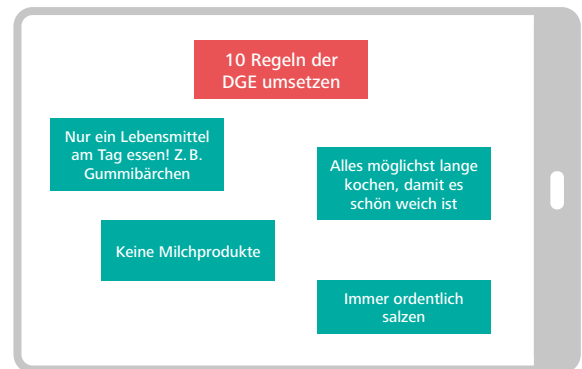 10 Regeln der
DGE umsetzen
Nur ein Lebensmittel
am Tag essen! Z. B.
Gummibärchen
Alles möglichst lange
kochen, damit es
schön weich ist
Keine Milchprodukte
Immer ordentlich
salzen